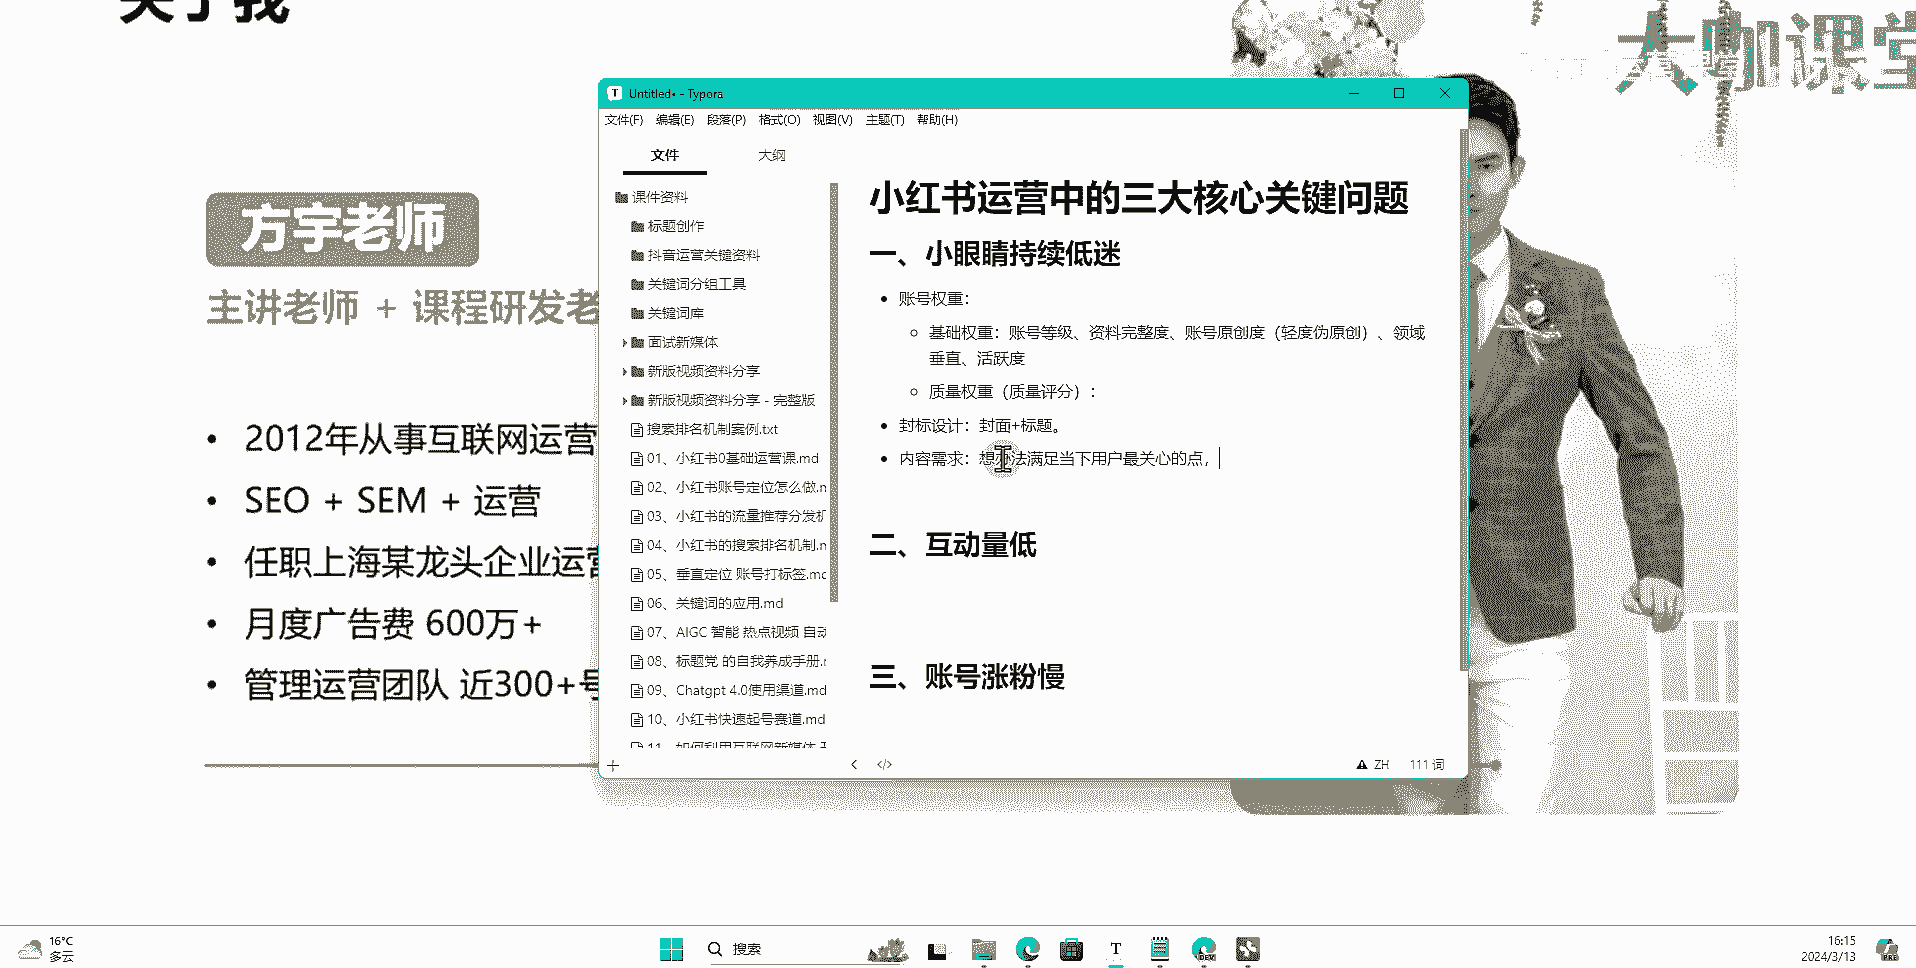 关于我
大咖课堂
方宇老师
主讲老师 + 课程研发老
• 2012年从事互联网运营
• SEO + SEM + 运营
• 任职上海某龙头企业运营
• 月度广告费 600万+
• 管理运营团队 近300+号
Untitled• - Typora
文件(F) 编辑(E) 段落(P) 格式(O) 视图(V) 主题(T) 帮助(H)
文件 大纲
课件资料
标题创作
抖音运营关键资料
关键词分组工具
关键词库
面试新媒体
新版视频资料分享
新版视频资料分享 - 完整版
搜索排名机制案例.txt
01、小红书0基础运营课.md
02、小红书账号定位怎么做.m
03、小红书的流量推荐分发机
04、小红书的搜索排名机制.m
05、垂直定位 账号打标签.md
06、关键词的应用.md
07、AIGC 智能 热点视频 自动
08、标题党 的自我养成手册.m
09、Chatgpt 4.0使用渠道.md
10、小红书快速起号赛道.md
11、如何利用互联网新媒体
小红书运营中的三大核心关键问题
一、小眼睛持续低迷
• 账号权重：
基础权重：账号等级、资料完整度、账号原创度（轻度伪原创）、领域
垂直、活跃度
质量权重（质量评分）：
• 封标设计：封面+标题。
• 内容需求：想办法满足当下用户最关心的点，
二、互动量低
三、账号涨粉慢
ZH 111 词
16°C
多云
搜索
T
DEV
16:15
2024/3/13
PRE